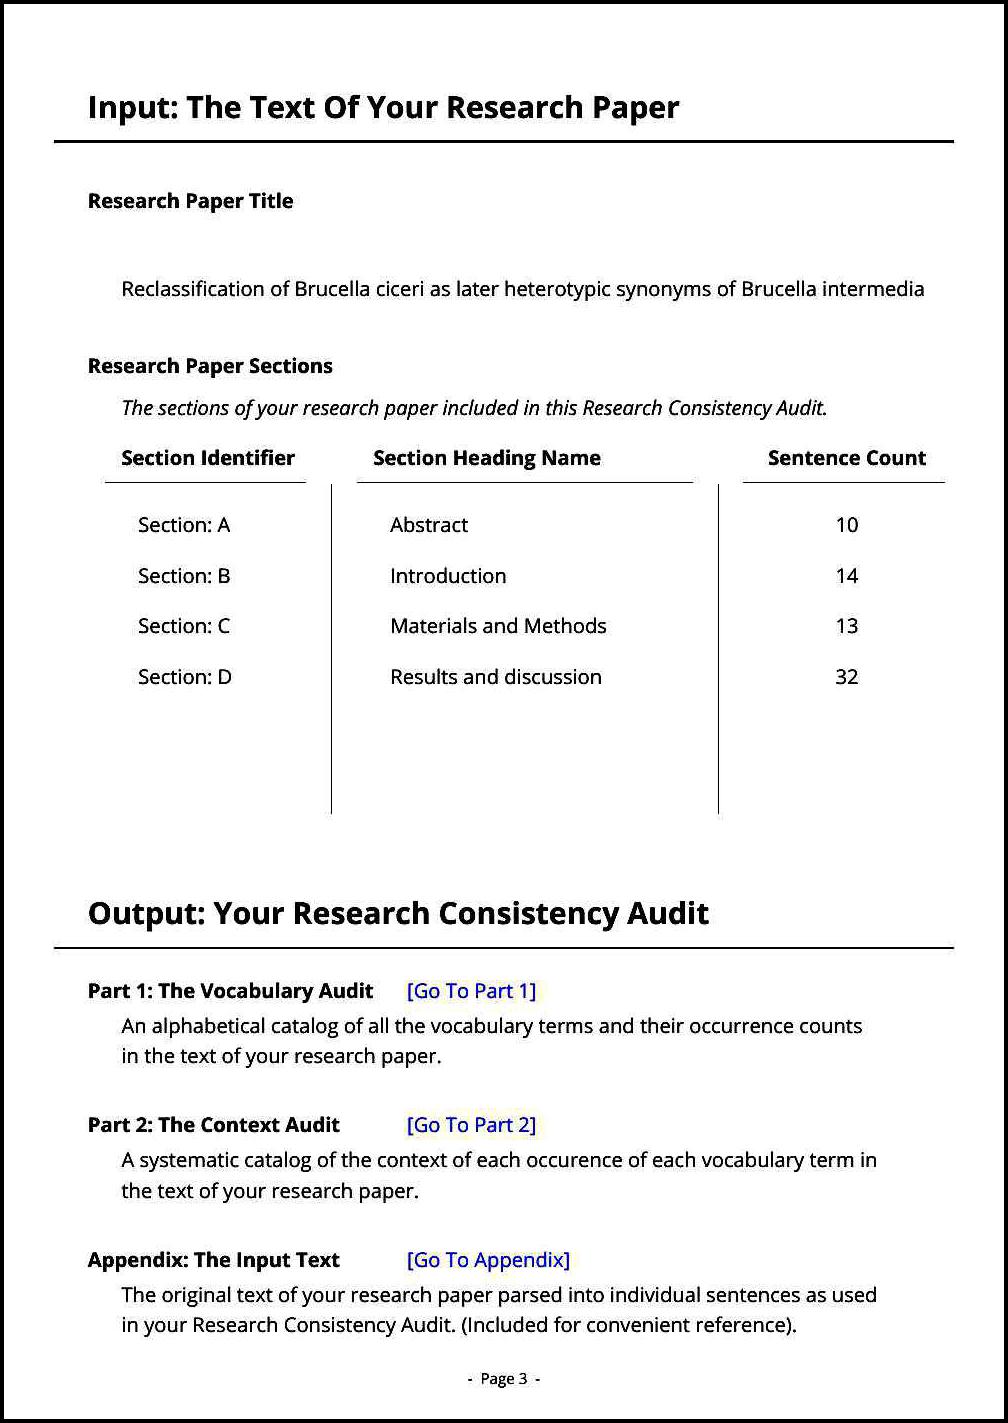 Input: The Text Of Your Research Paper
Research Paper Title
Reclassification of Brucella ciceri as later heterotypic synonyms of Brucella intermedia
Research Paper Sections
The sections of your research paper included in this Research Consistency Audit.
Section Identifier Section Heading Name Sentence Count
Section: A Abstract 10
Section: B Introduction 14
Section: C Materials and Methods 13
Section: D Results and discussion 32
Output: Your Research Consistency Audit
Part 1: The Vocabulary Audit [Go To Part 1]
An alphabetical catalog of all the vocabulary terms and their occurrence counts
in the text of your research paper.
Part 2: The Context Audit [Go To Part 2]
A systematic catalog of the context of each occurence of each vocabulary term in
the text of your research paper.
Appendix: The Input Text [Go To Appendix]
The original text of your research paper parsed into individual sentences as used
in your Research Consistency Audit. (Included for convenient reference).
- Page 3 -